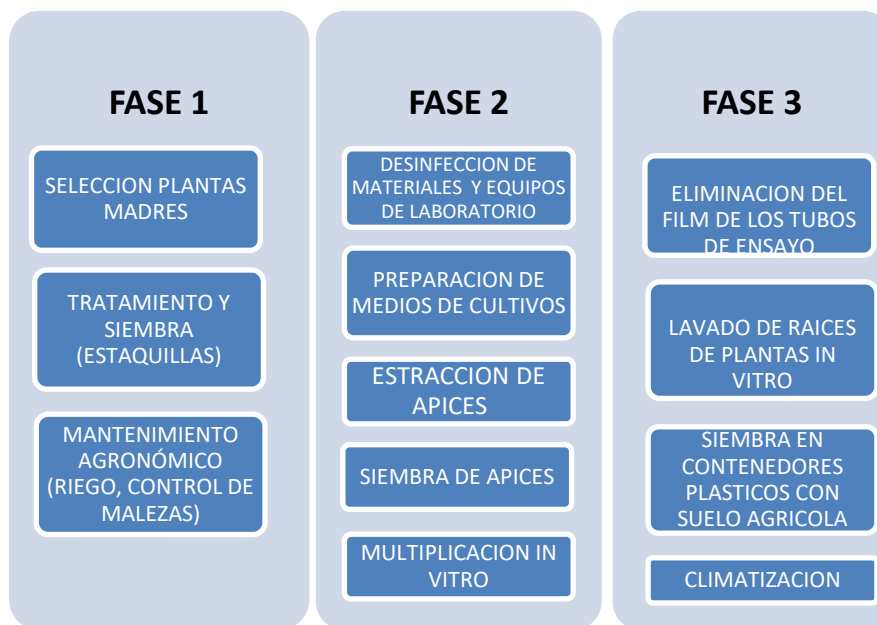 FASE 1
SELECCION PLANTAS
MADRES
TRATAMIENTO Y
SIEMBRA
(ESTAQUILLAS)
MANTENIMIENTO
AGRONÓMICO
(RIEGO, CONTROL DE
MALEZAS)
FASE 2
DESINFECCION DE
MATERIALES Y EQUIPOS
DE LABORATORIO
PREPARACION DE
MEDIOS DE CULTIVOS
ESTRACCION DE
APICES
SIEMBRA DE APICES
MULTIPLICACION IN
VITRO
FASE 3
ELIMINACION DEL
FILM DE LOS TUBOS
DE ENSAYO
LAVADO DE RAICES
DE PLANTAS IN
VITRO
SIEMBRA EN
CONTENEDORES
PLASTICOS CON
SUELO AGRICOLA
CLIMATIZACION